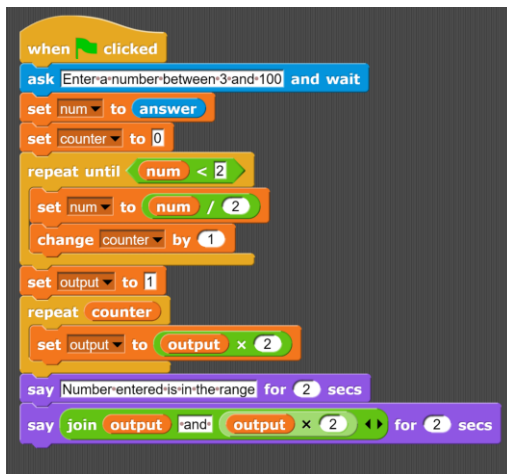 when clicked
ask Enter a number between 3 and 100 and wait
set num to answer
set counter to 0
repeat until num < 2
set num to num / 2
change counter by 1
set output to 1
repeat counter
set output to output × 2
say Number entered is in the range for 2 secs
say join output and output × 2 for 2 secs